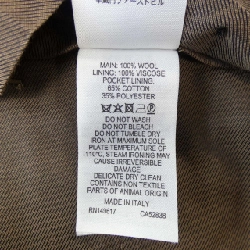 MAIN: 100% WOOL
LINING: 100% VISCOSE
POCKET LINING:
65% COTTON
35% POLYESTER
DO NOT WASH
DO NOT BLEACH
DO NOT TUMBLE DRY
IRON AT MAXIMUM SOLE
PLATE TEMPERATURE OF
110°C, STEAM IRONING MAY
CAUSE IRREVERSIBLE
DAMAGE
DELICATE DRY CLEAN
CONTAINS NON-TEXTILE
PARTS OF ANIMAL ORIGIN
MADE IN ITALY